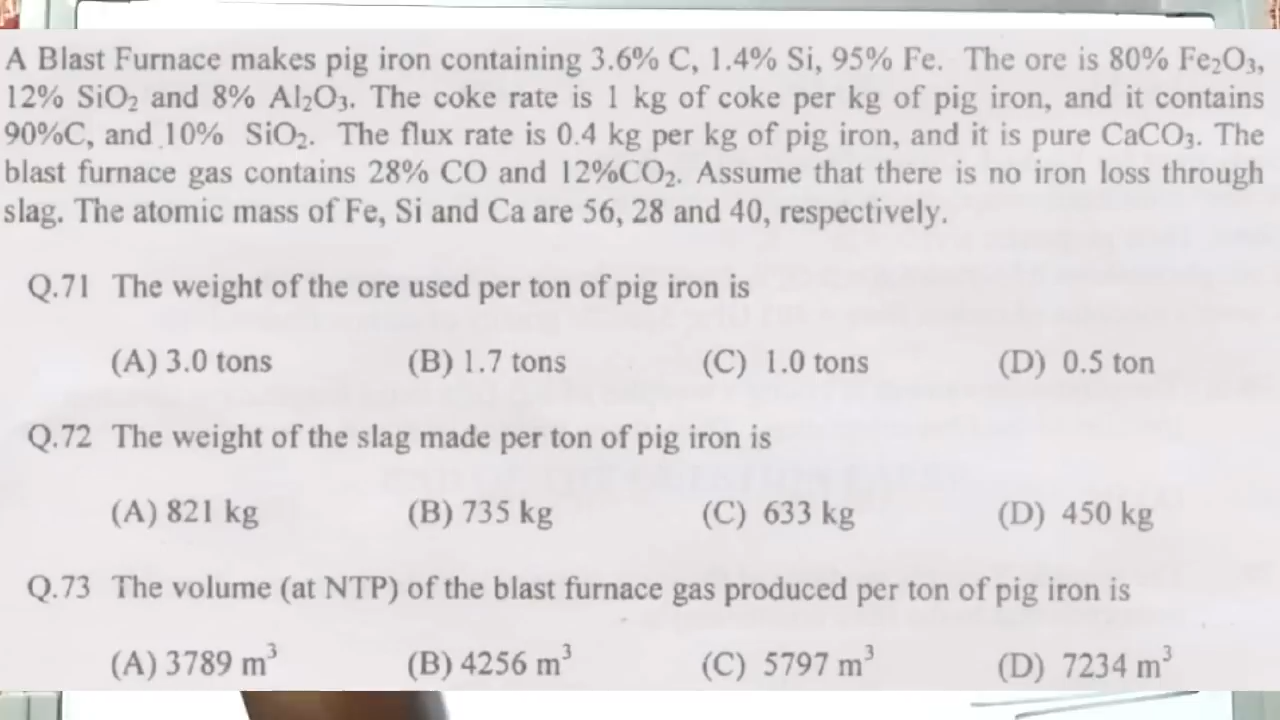 A Blast Furnace makes pig iron containing 3.6% C, 1.4% Si, 95% Fe. The ore is 80% Fe₂O₃,
12% SiO₂ and 8% Al₂O₃. The coke rate is 1 kg of coke per kg of pig iron, and it contains
90%C, and 10% SiO₂. The flux rate is 0.4 kg per kg of pig iron, and it is pure CaCO₃. The
blast furnace gas contains 28% CO and 12%CO₂. Assume that there is no iron loss through
slag. The atomic mass of Fe, Si and Ca are 56, 28 and 40, respectively.
Q.71 The weight of the ore used per ton of pig iron is
(A) 3.0 tons (B) 1.7 tons (C) 1.0 tons (D) 0.5 ton
Q.72 The weight of the slag made per ton of pig iron is
(A) 821 kg (B) 735 kg (C) 633 kg (D) 450 kg
Q.73 The volume (at NTP) of the blast furnace gas produced per ton of pig iron is
(A) 3789 m³ (B) 4256 m³ (C) 5797 m³ (D) 7234 m³